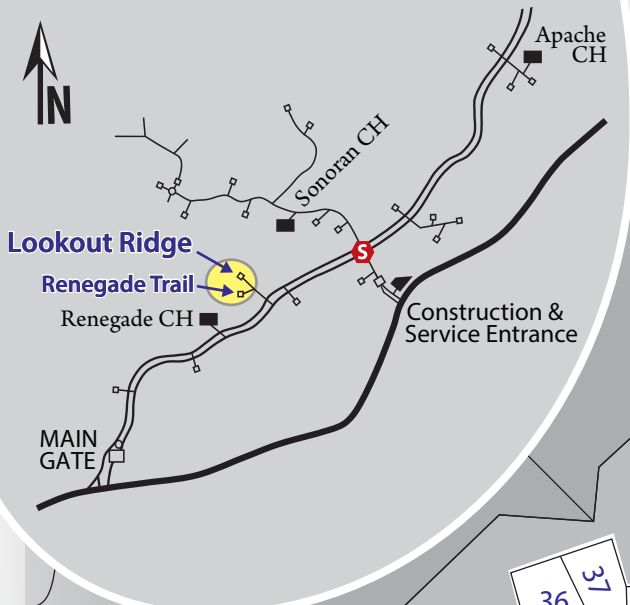 Apache
CH
N
Sonoran CH
S
Lookout Ridge
Renegade Trail
Renegade CH
Construction &
Service Entrance
MAIN
GATE
37
36